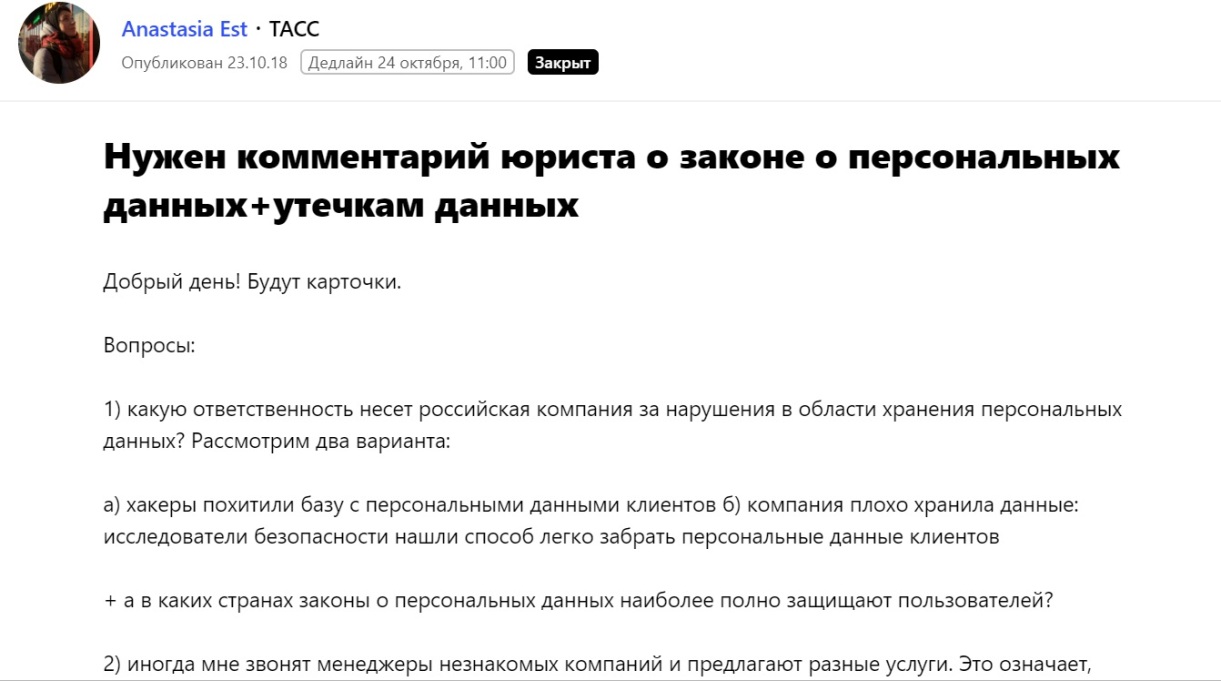 Anastasia Est · ТАСС
Опубликован 23.10.18 Дедлайн 24 октября, 11:00 Закрыт
Нужен комментарий юриста о законе о персональных
данных+утечкам данных
Добрый день! Будут карточки.
Вопросы:
1) какую ответственность несет российская компания за нарушения в области хранения персональных
данных? Рассмотрим два варианта:
а) хакеры похитили базу с персональными данными клиентов б) компания плохо хранила данные:
исследователи безопасности нашли способ легко забрать персональные данные клиентов
+ а в каких странах законы о персональных данных наиболее полно защищают пользователей?
2) иногда мне звонят менеджеры незнакомых компаний и предлагают разные услуги. Это означает,